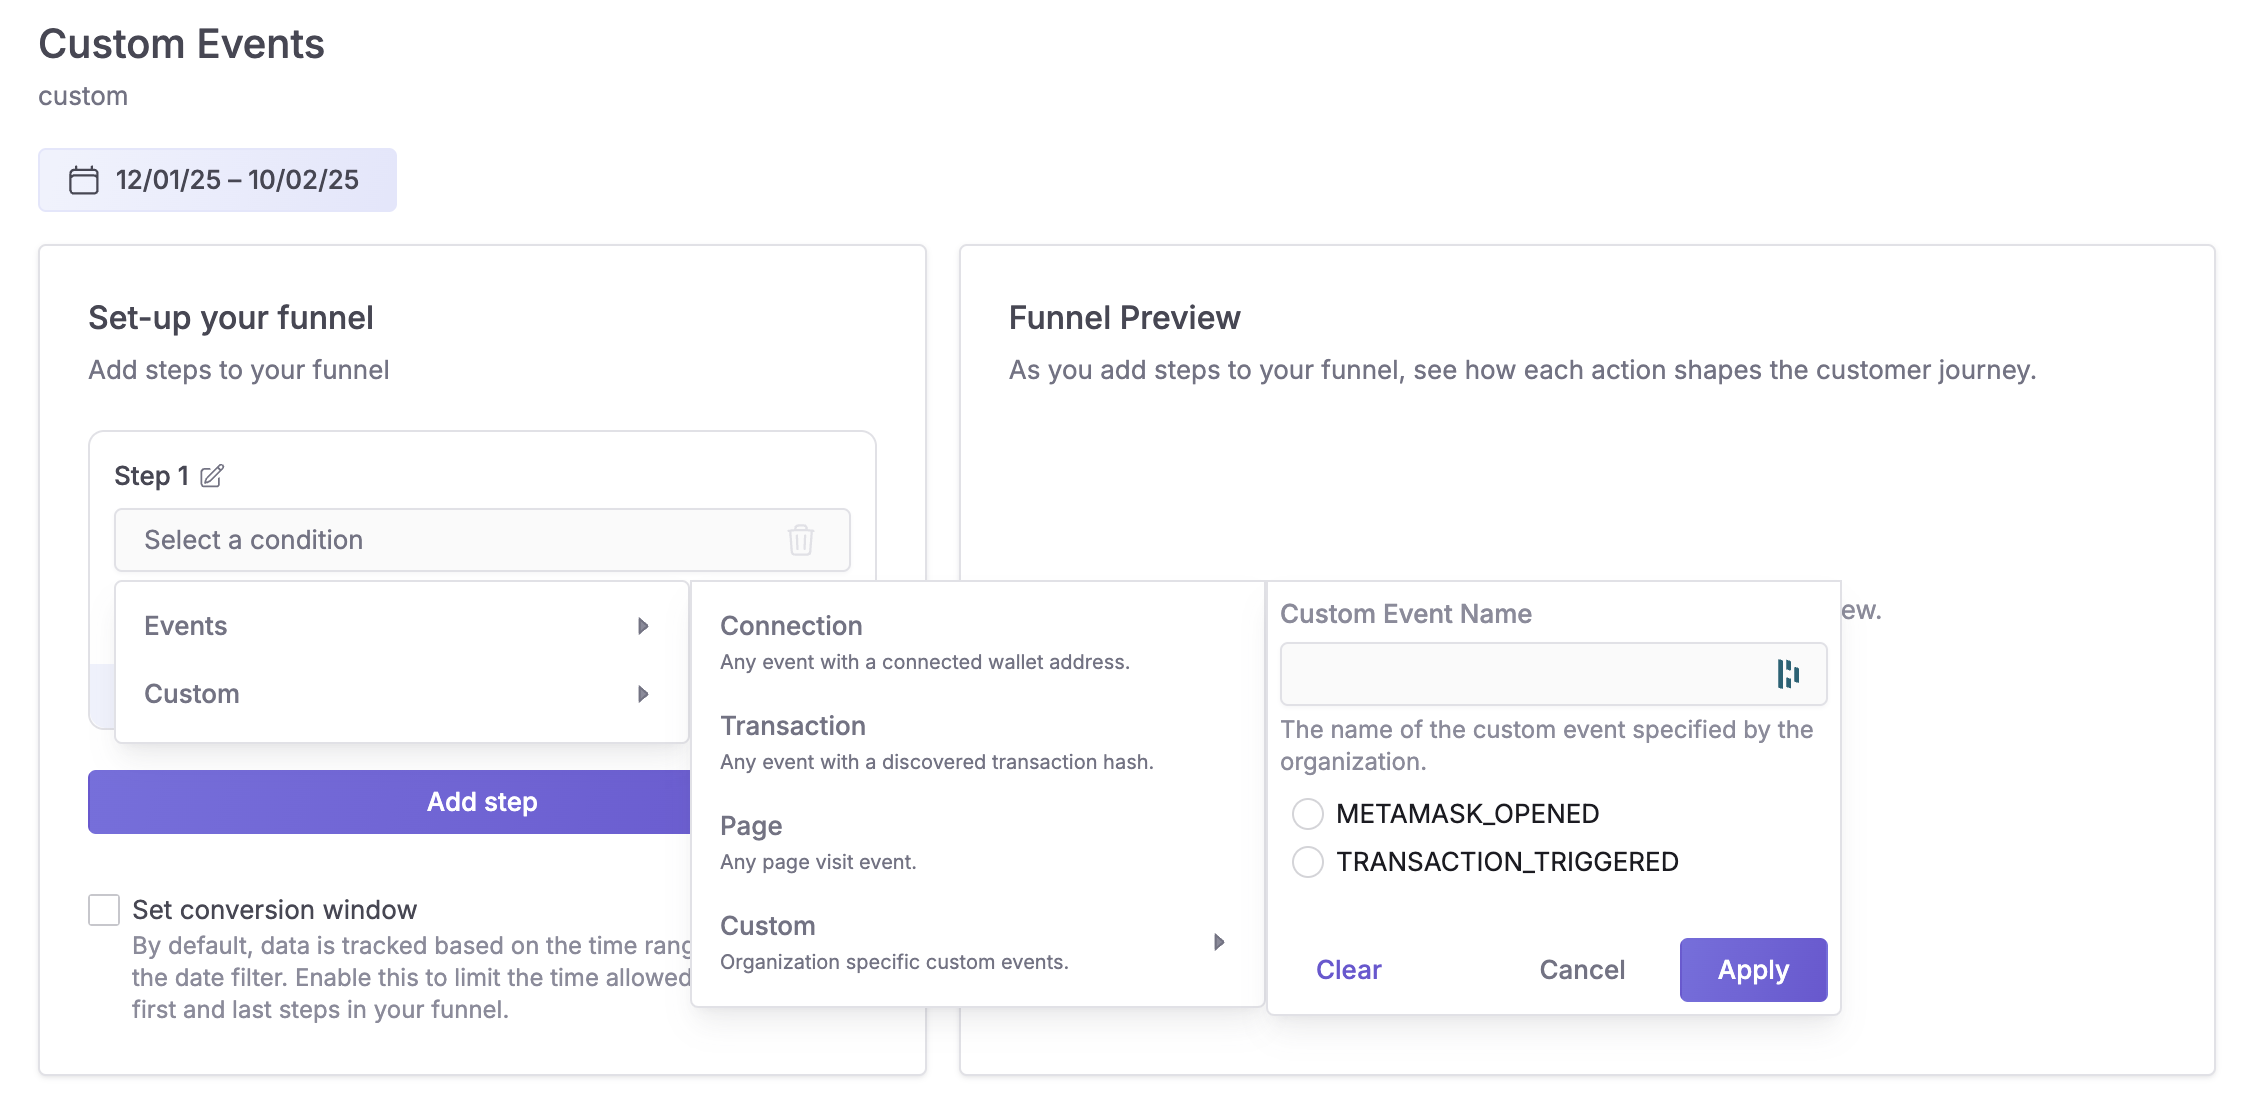 Custom Events
custom
12/01/25 – 10/02/25
Set-up your funnel
Add steps to your funnel
Step 1
Select a condition
Events
Custom
Add step
Set conversion window
By default, data is tracked based on the time rang
the date filter. Enable this to limit the time allowed
first and last steps in your funnel.
Connection
Any event with a connected wallet address.
Transaction
Any event with a discovered transaction hash.
Page
Any page visit event.
Custom
Organization specific custom events.
Funnel Preview
As you add steps to your funnel, see how each action shapes the customer journey.
ew.
Custom Event Name
The name of the custom event specified by the
organization.
METAMASK_OPENED
TRANSACTION_TRIGGERED
Clear
Cancel
Apply